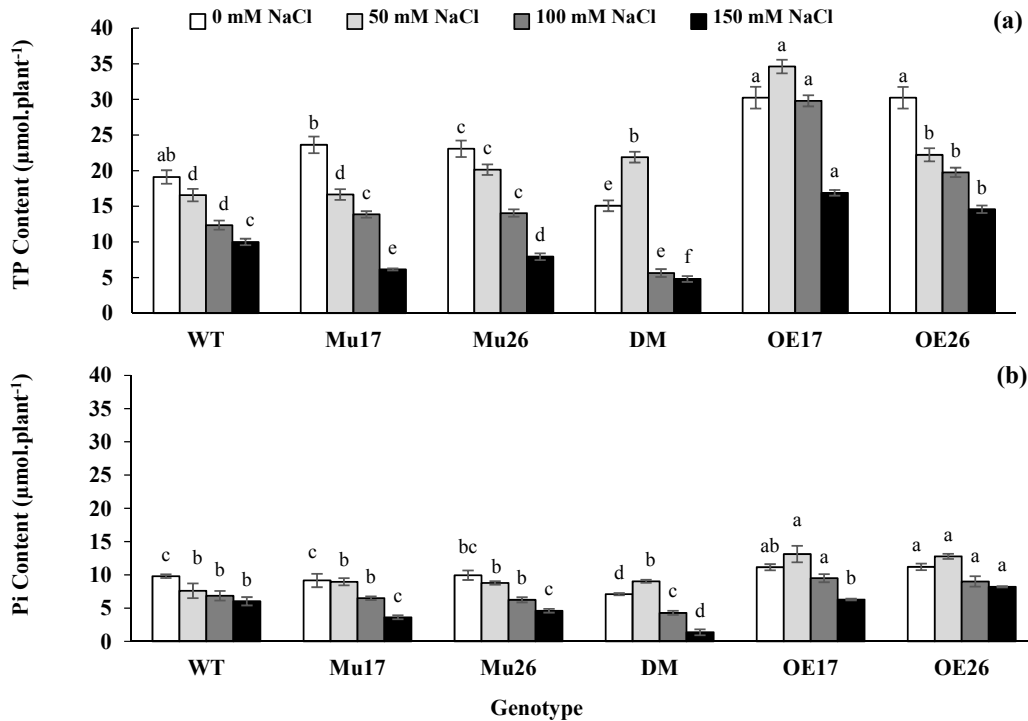 0 mM NaCl 50 mM NaCl 100 mM NaCl 150 mM NaCl (a)
TP Content (µmol.plant-1)
40
35
30
25
20
15
10
5
0
ab d d c
b d c e
c c c d
e b e f
a a a a
a b b b
WT Mu17 Mu26 DM OE17 OE26
(b)
Pi Content (µmol.plant-1)
40
35
30
25
20
15
10
5
0
c b b b
c b b c
bc b b c
d b c d
ab a a b
a a a a
WT Mu17 Mu26 DM OE17 OE26
Genotype